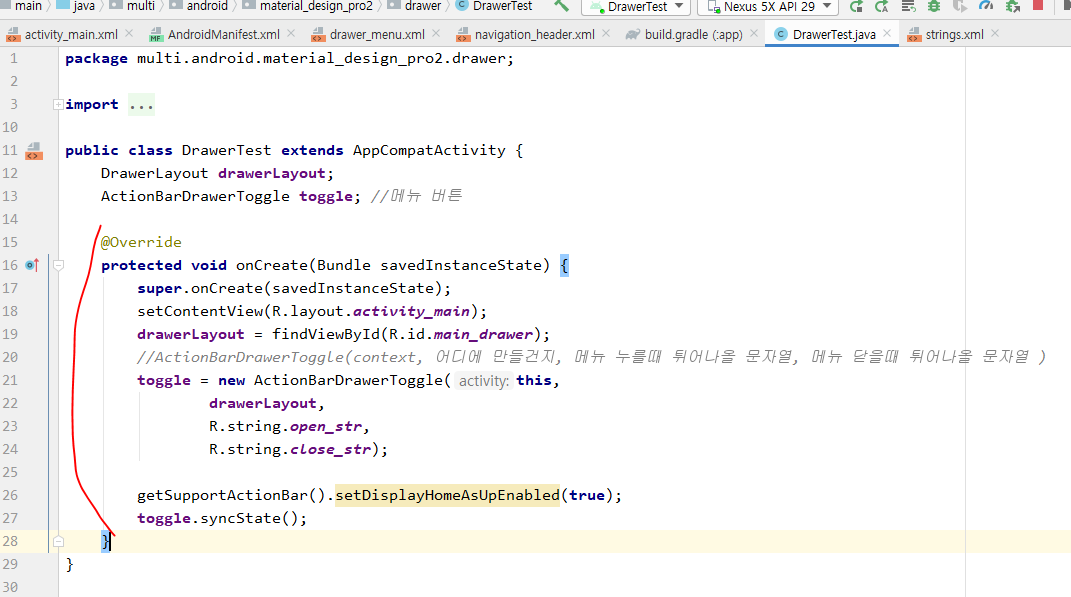 main java multi android material_design_pro2 drawer DrawerTest DrawerTest Nexus 5X API 29
activity_main.xml AndroidManifest.xml drawer_menu.xml navigation_header.xml build.gradle (:app) DrawerTest.java strings.xml
1 package multi.android.material_design_pro2.drawer;
2
3 import ...
10
11 public class DrawerTest extends AppCompatActivity {
12 DrawerLayout drawerLayout;
13 ActionBarDrawerToggle toggle; //메뉴 버튼
14
15 @Override
16 protected void onCreate(Bundle savedInstanceState) {
17 super.onCreate(savedInstanceState);
18 setContentView(R.layout.activity_main);
19 drawerLayout = findViewById(R.id.main_drawer);
20 //ActionBarDrawerToggle(context, 어디에 만들건지, 메뉴 누를때 튀어나올 문자열, 메뉴 닫을때 튀어나올 문자열 )
21 toggle = new ActionBarDrawerToggle( activity: this,
22 drawerLayout,
23 R.string.open_str,
24 R.string.close_str);
25
26 getSupportActionBar().setDisplayHomeAsUpEnabled(true);
27 toggle.syncState();
28 }
29 }
30